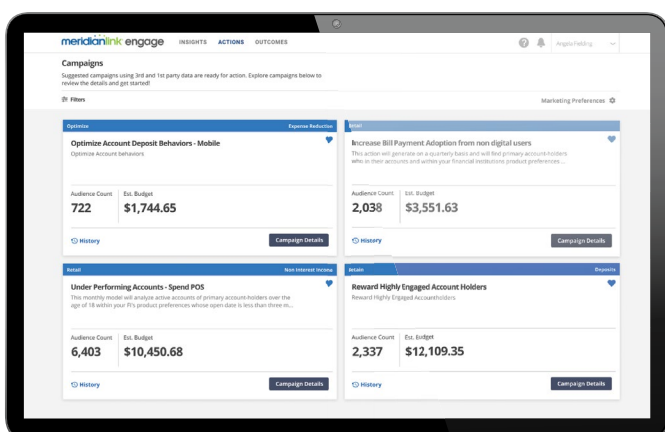 meridianlink engage INSIGHTS ACTIONS OUTCOMES Angela Fielding
Campaigns
Suggested campaigns using 3rd and 1st party data are ready for action. Explore campaigns below to
review the details and get started!
Filters Marketing Preferences
Optimize Expense Reduction
Optimize Account Deposit Behaviors - Mobile
Optimize Account behaviors
Audience Count Est. Budget
722 $1,744.65
History Campaign Details
Retail
Increase Bill Payment Adoption from non digital users
This action will generate on a quarterly basis and will find primary account-holders
who in their accounts and within your financial institutions product preferences...
Audience Count Est. Budget
2,038 $3,551.63
History Campaign Details
Retail Non Interest Income
Under Performing Accounts - Spend POS
This monthly model will analyze active accounts of primary account-holders over the
age of 18 within your FI's product preferences whose open date is less than three m...
Audience Count Est. Budget
6,403 $10,450.68
History Campaign Details
Retain Deposits
Reward Highly Engaged Account Holders
Reward Highly Engaged Accountholders.
Audience Count Est. Budget
2,337 $12,109.35
History Campaign Details